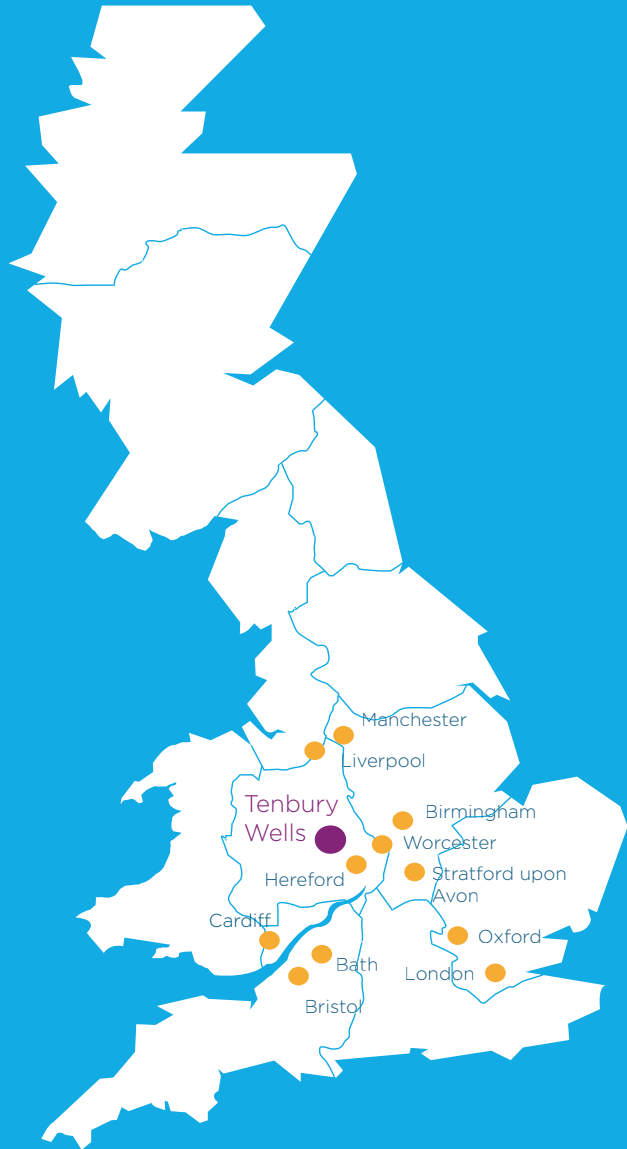 Manchester
Liverpool
Tenbury
Wells
Birmingham
Worcester
Hereford
Stratford upon
Avon
Cardiff
Oxford
Bath
London
Bristol